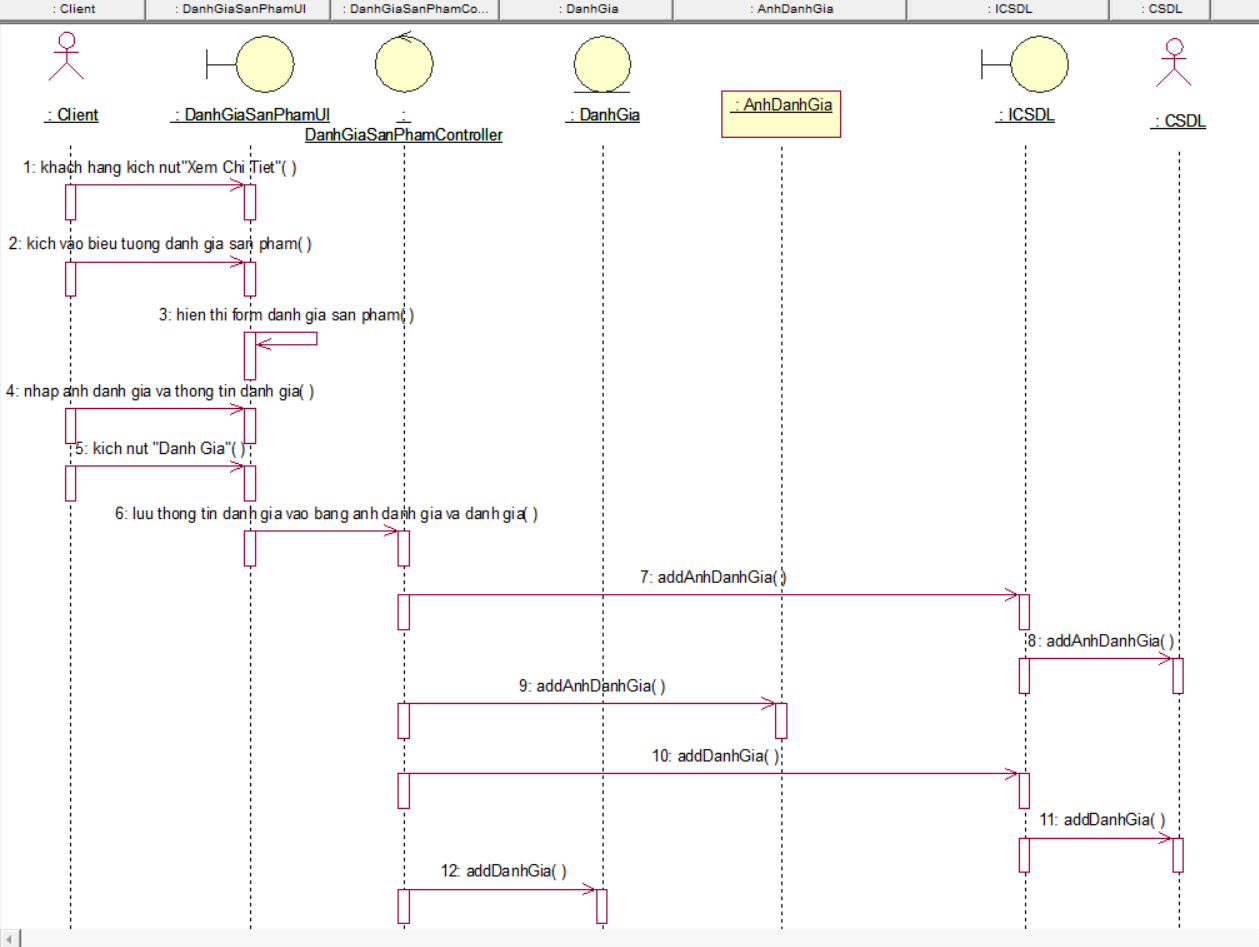 : Client
: DanhGiaSanPhamUI
: DanhGiaSanPhamCo...
: DanhGia
: AnhDanhGia
: ICSDL
: CSDL
: Client
: DanhGiaSanPhamUI
:
DanhGiaSanPhamController
: DanhGia
: AnhDanhGia
: ICSDL
: CSDL
1: khach hang kich nut"Xem Chi Tiet"( )
2: kich vao bieu tuong danh gia san pham( )
3: hien thi form danh gia san pham( )
4: nhap anh danh gia va thong tin danh gia( )
5: kich nut "Danh Gia"( )
6: luu thong tin danh gia vao bang anh danh gia va danh gia( )
7: addAnhDanhGia( )
8: addAnhDanhGia( )
9: addAnhDanhGia( )
10: addDanhGia( )
11: addDanhGia( )
12: addDanhGia( )